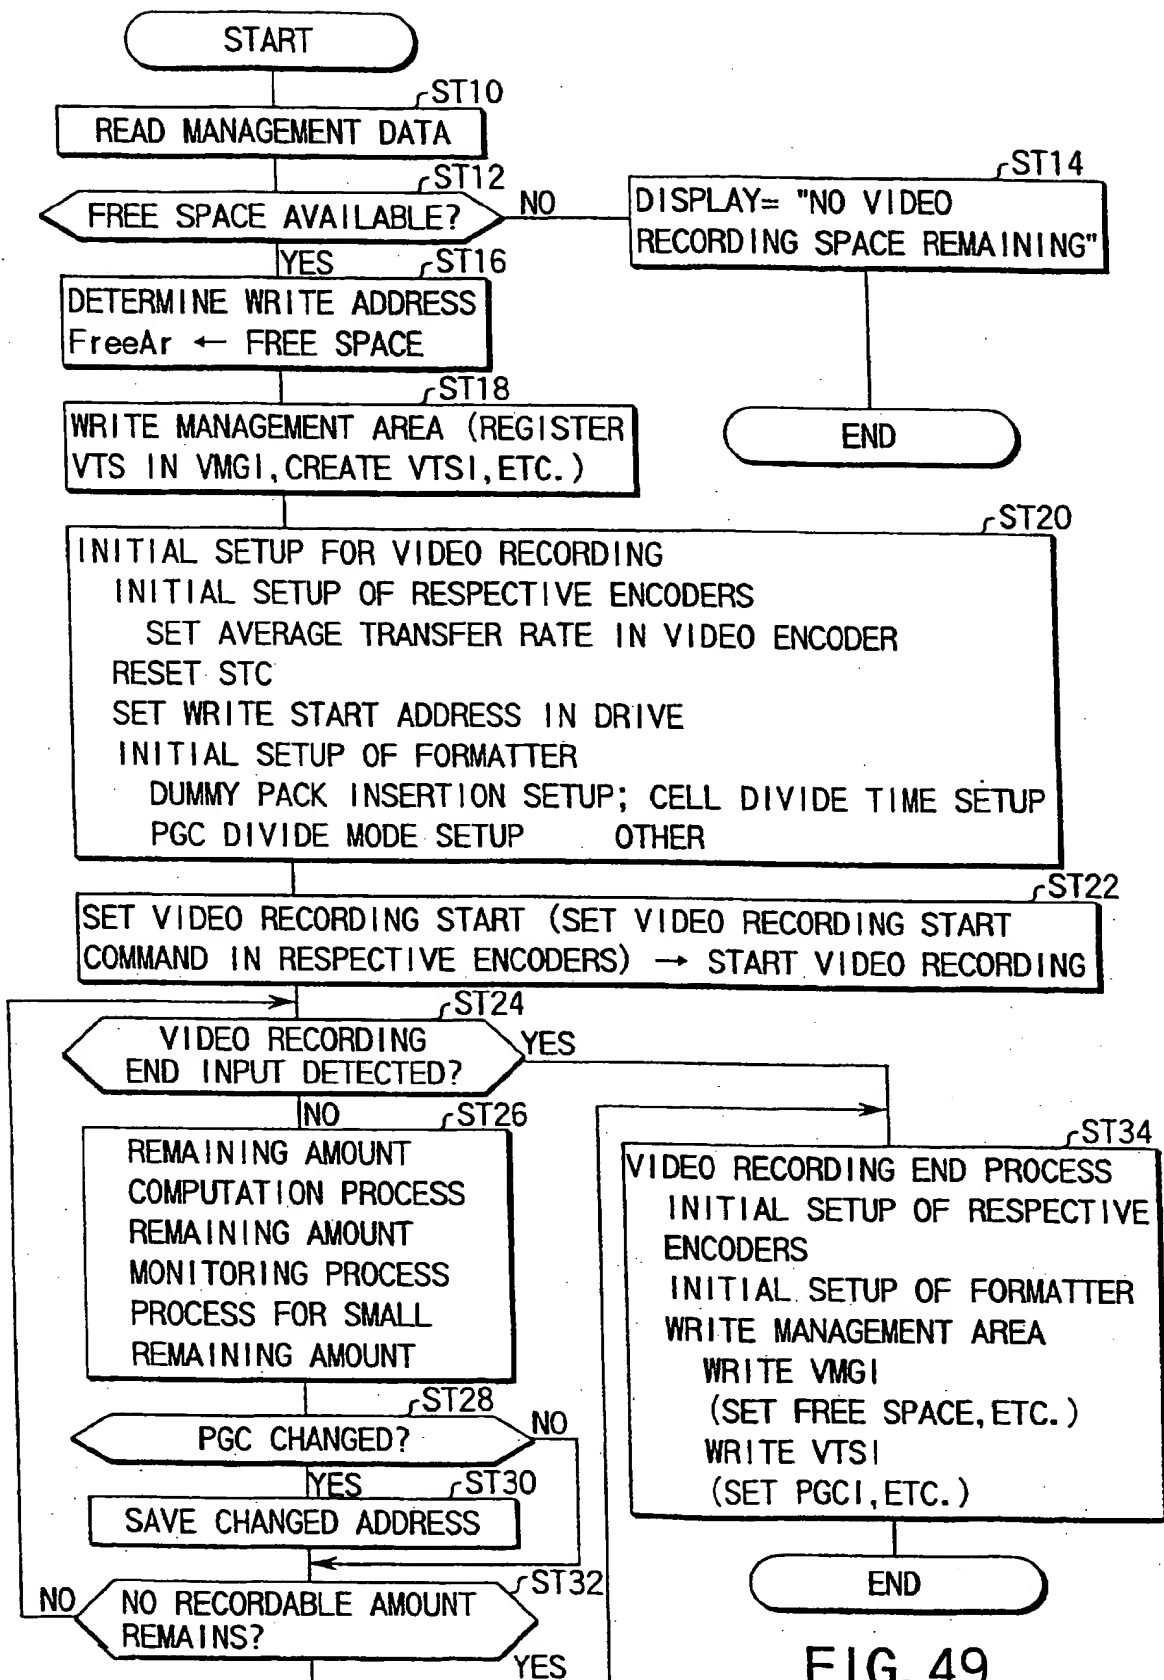 START
ST10
READ MANAGEMENT DATA
ST12
FREE SPACE AVAILABLE?
NO
ST14
DISPLAY= "NO VIDEO
RECORDING SPACE REMAINING"
END
YES
ST16
DETERMINE WRITE ADDRESS
FreeAr ← FREE SPACE
ST18
WRITE MANAGEMENT AREA (REGISTER
VTS IN VMGI, CREATE VTSI, ETC.)
ST20
INITIAL SETUP FOR VIDEO RECORDING
INITIAL SETUP OF RESPECTIVE ENCODERS
SET AVERAGE TRANSFER RATE IN VIDEO ENCODER
RESET STC
SET WRITE START ADDRESS IN DRIVE
INITIAL SETUP OF FORMATTER
DUMMY PACK INSERTION SETUP; CELL DIVIDE TIME SETUP
PGC DIVIDE MODE SETUP OTHER
ST22
SET VIDEO RECORDING START (SET VIDEO RECORDING START
COMMAND IN RESPECTIVE ENCODERS) → START VIDEO RECORDING
ST24
VIDEO RECORDING
END INPUT DETECTED?
YES
NO
ST26
REMAINING AMOUNT
COMPUTATION PROCESS
REMAINING AMOUNT
MONITORING PROCESS
PROCESS FOR SMALL
REMAINING AMOUNT
ST28
PGC CHANGED?
NO
YES
ST30
SAVE CHANGED ADDRESS
ST32
NO
NO RECORDABLE AMOUNT
REMAINS?
YES
ST34
VIDEO RECORDING END PROCESS
INITIAL SETUP OF RESPECTIVE
ENCODERS
INITIAL SETUP OF FORMATTER
WRITE MANAGEMENT AREA
WRITE VMGI
(SET FREE SPACE, ETC.)
WRITE VTSI
(SET PGCI, ETC.)
END
FIG. 49